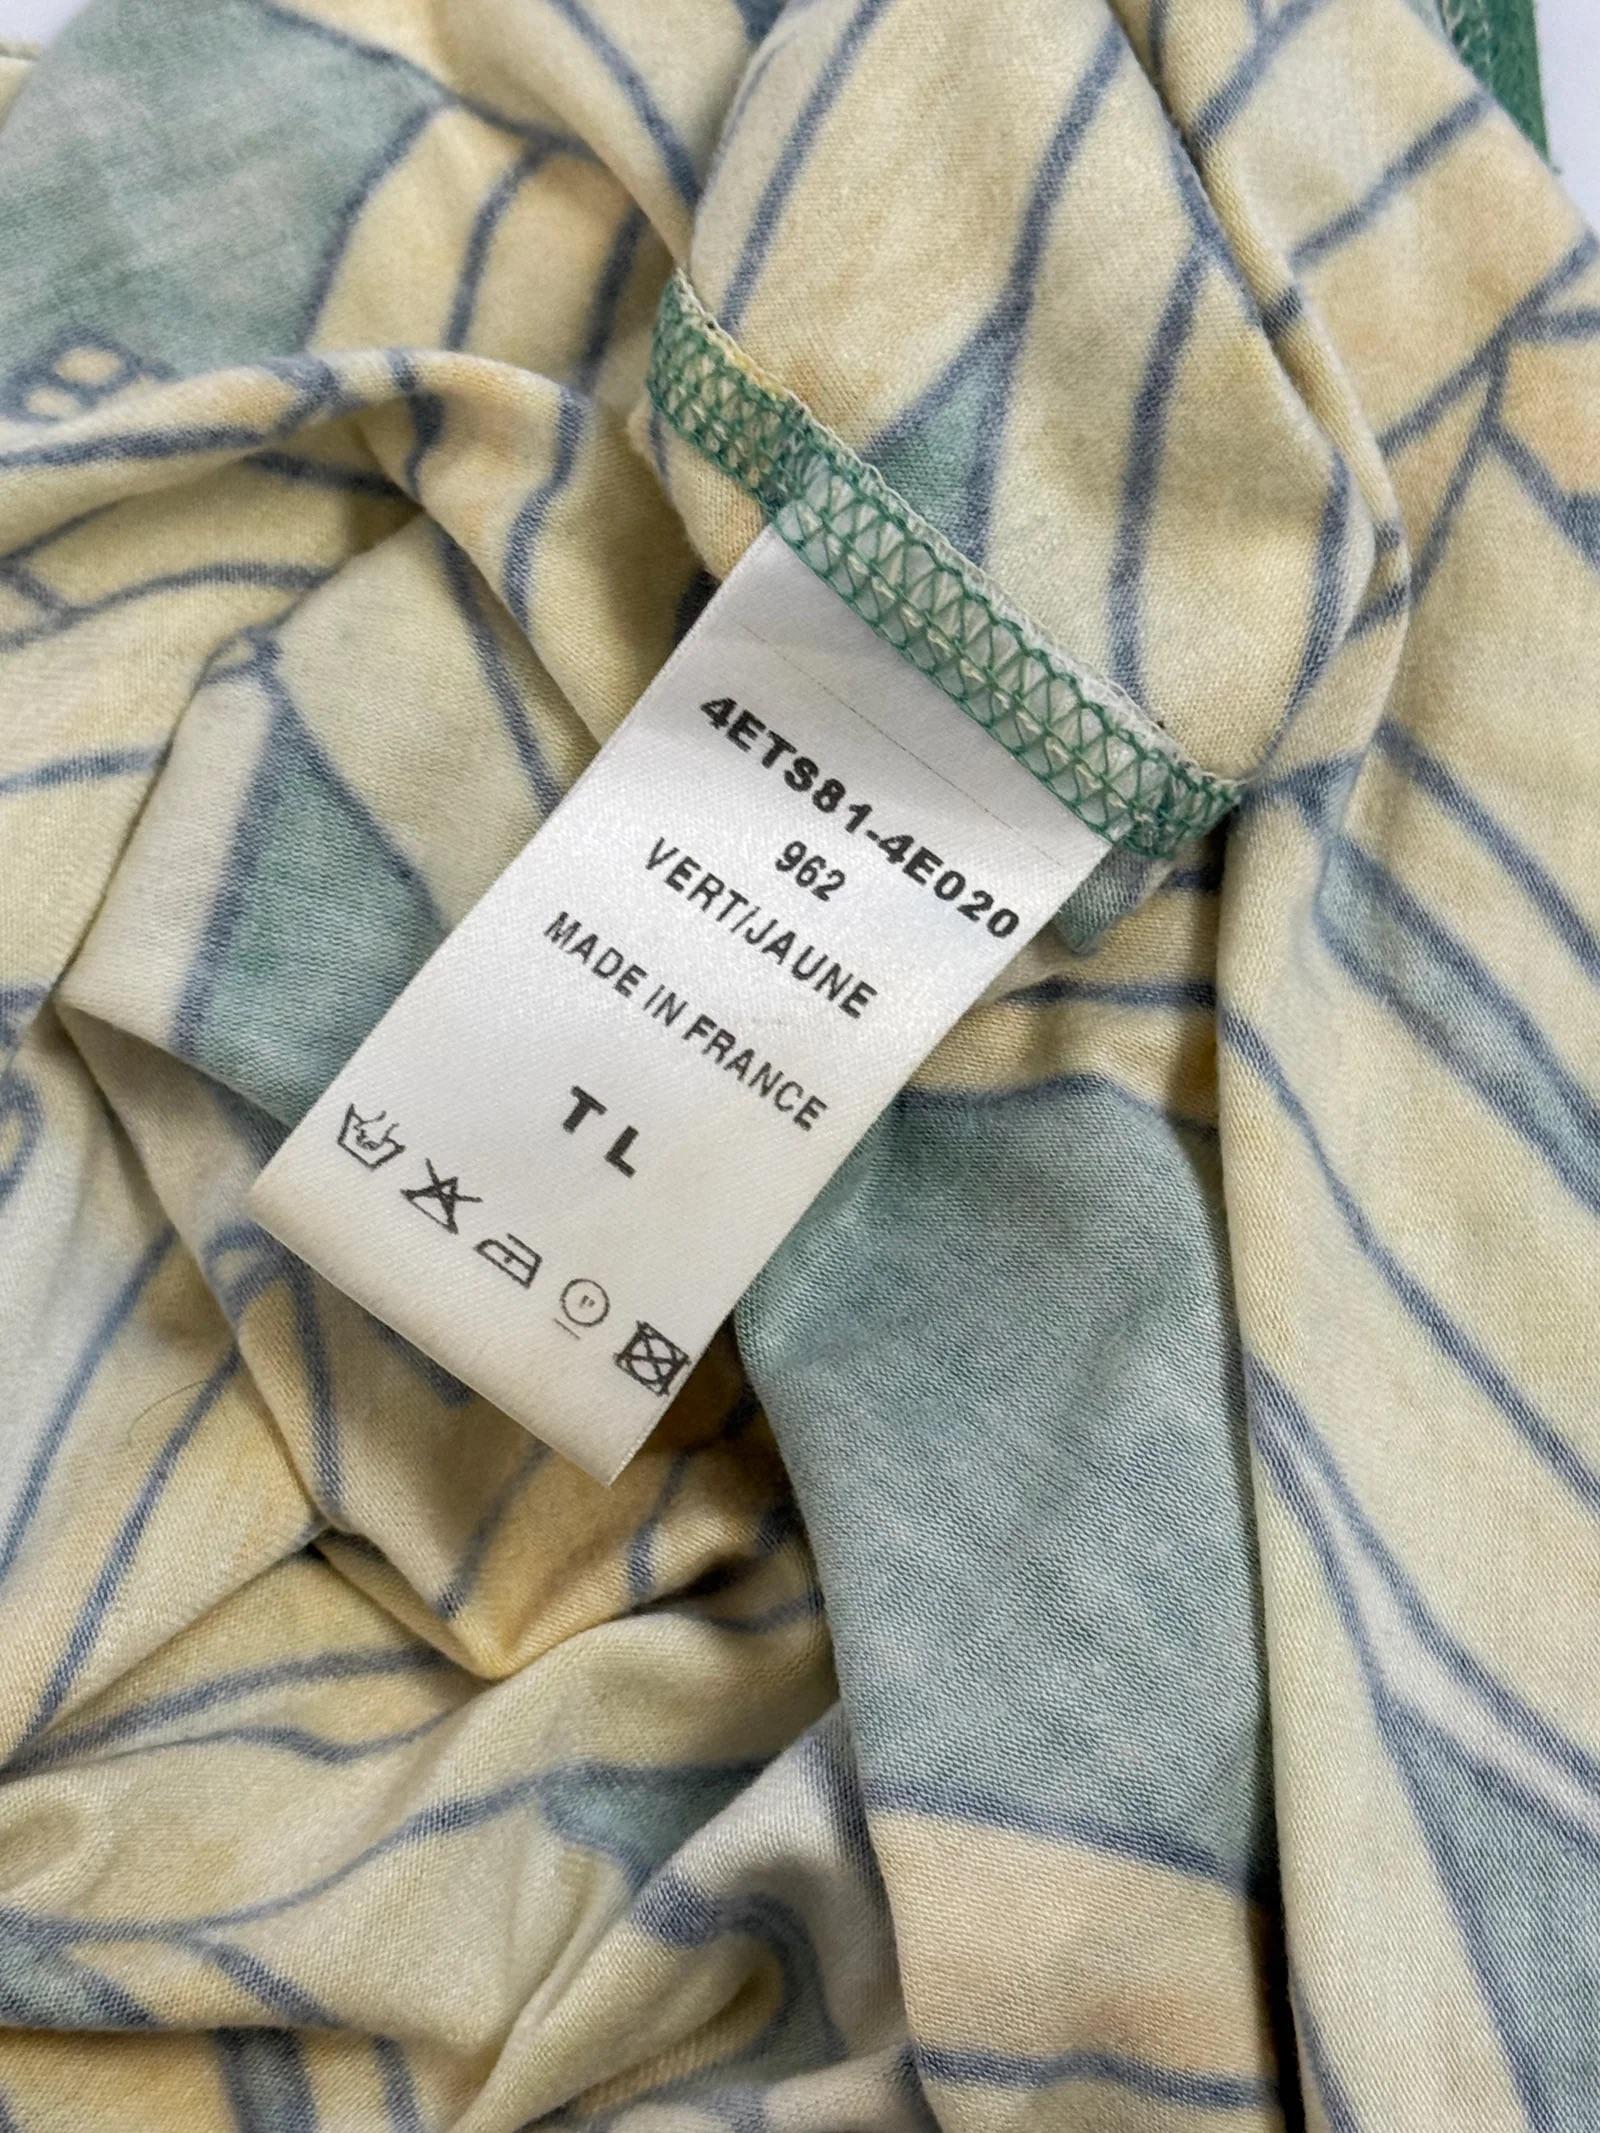 4ETS81-4E020
962
VERT/JAUNE
MADE IN FRANCE
T L
P